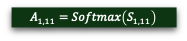 A₁,₁₁ = Softmax(S₁,₁₁)